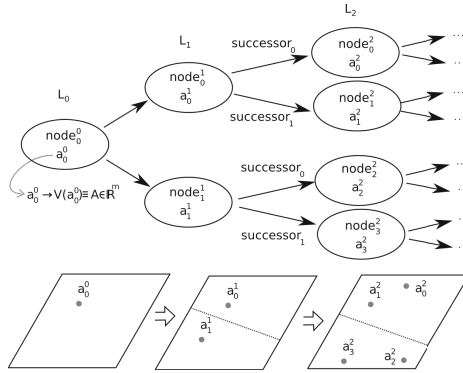 L₂
L₁
L₀
successor₀
node₀² a₀²
...
...
node₀¹ a₀¹
successor₁
node₁² a₁²
...
...
node₀⁰ a₀⁰
successor₀
node₂² a₂²
...
...
a₀⁰→V(a₀⁰)≡A∈ℝᵐ
node₁¹ a₁¹
successor₁
node₃² a₃²
...
...
a₀⁰
a₀¹
a₁¹
a₁²
a₀²
a₃²
a₂²